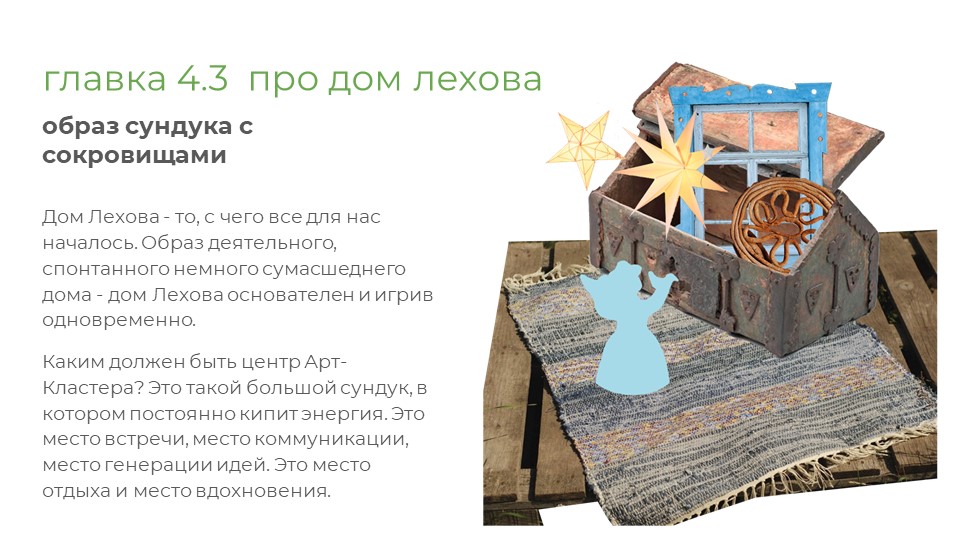 главка 4.3 про дом лехова
образ сундука с
сокровищами
Дом Лехова - то, с чего все для нас
началось. Образ деятельного,
спонтанного немного сумасшеднего
дома - дом Лехова основателен и игрив
одновременно.
Каким должен быть центр Арт-
Кластера? Это такой большой сундук, в
котором постоянно кипит энергия. Это
место встречи, место коммуникации,
место генерации идей. Это место
отдыха и место вдохновения.